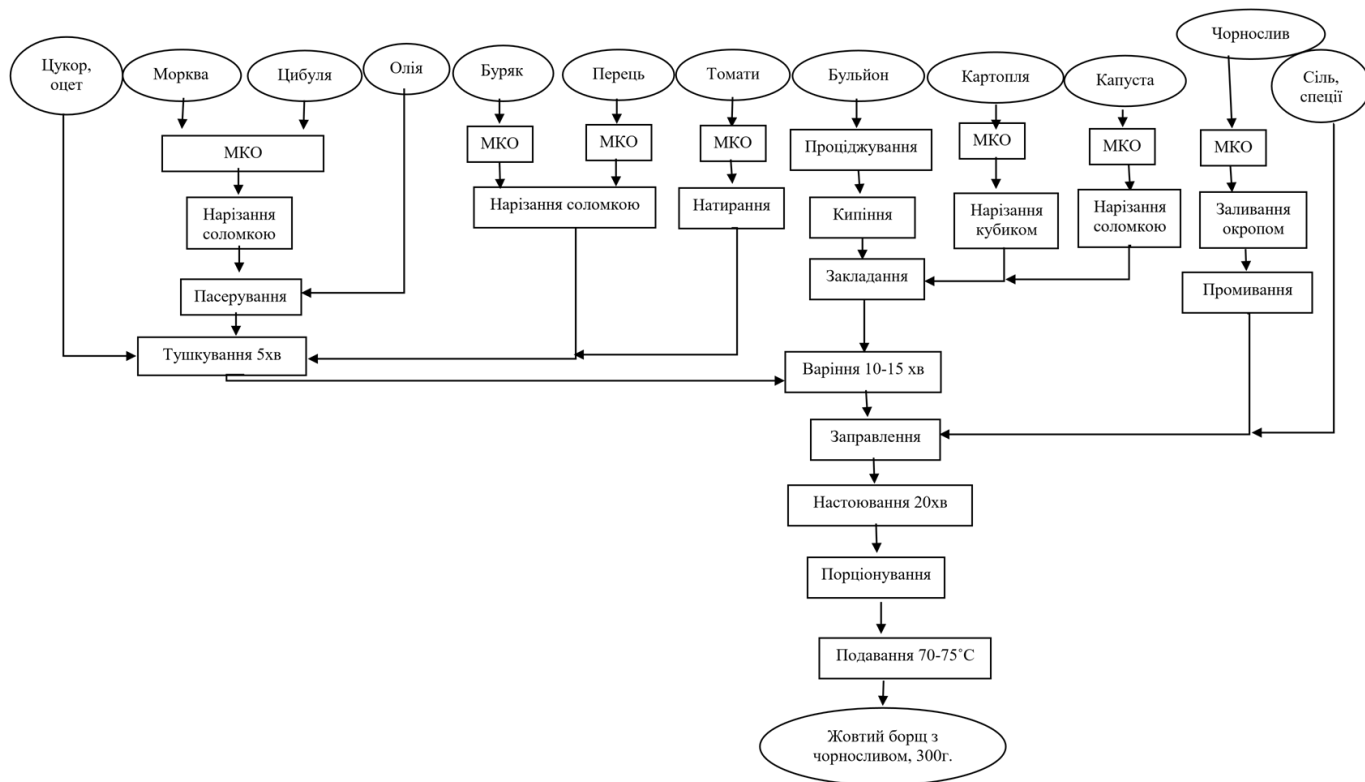 Цукор,
оцет
Морква
Цибуля
Олія
Буряк
Перець
Томати
Бульйон
Картопля
Капуста
Чорнослив
Сіль,
спеції
МКО
МКО
МКО
МКО
Проціджування
МКО
МКО
МКО
Нарізання
соломкою
Нарізання соломкою
Натирання
Кипіння
Нарізання
кубиком
Нарізання
соломкою
Заливання
окропом
Пасерування
Закладання
Промивання
Тушкування 5хв
Варіння 10-15 хв
Заправлення
Настоювання 20хв
Порціонування
Подавання 70-75˚С
Жовтий борщ з
чорносливом, 300г.